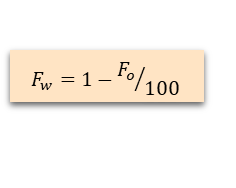 F_w = 1 − F_o/100